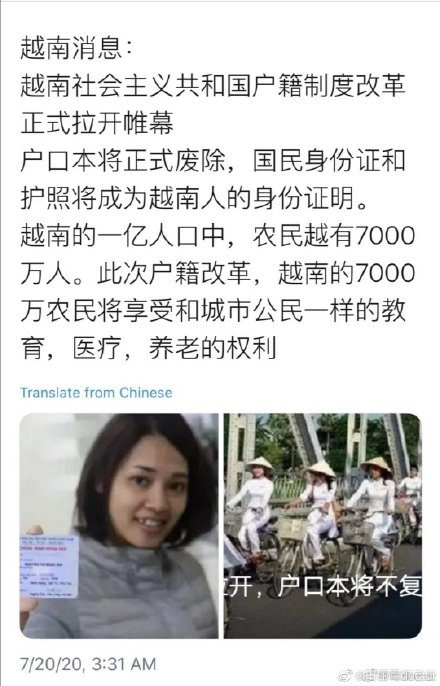 越南消息：
越南社会主义共和国户籍制度改革
正式拉开帷幕
户口本将正式废除，国民身份证和
护照将成为越南人的身份证明。
越南的一亿人口中，农民越有7000
万人。此次户籍改革，越南的7000
万农民将享受和城市公民一样的教
育，医疗，养老的权利
Translate from Chinese
开，户口本将不复
7/20/20, 3:31 AM